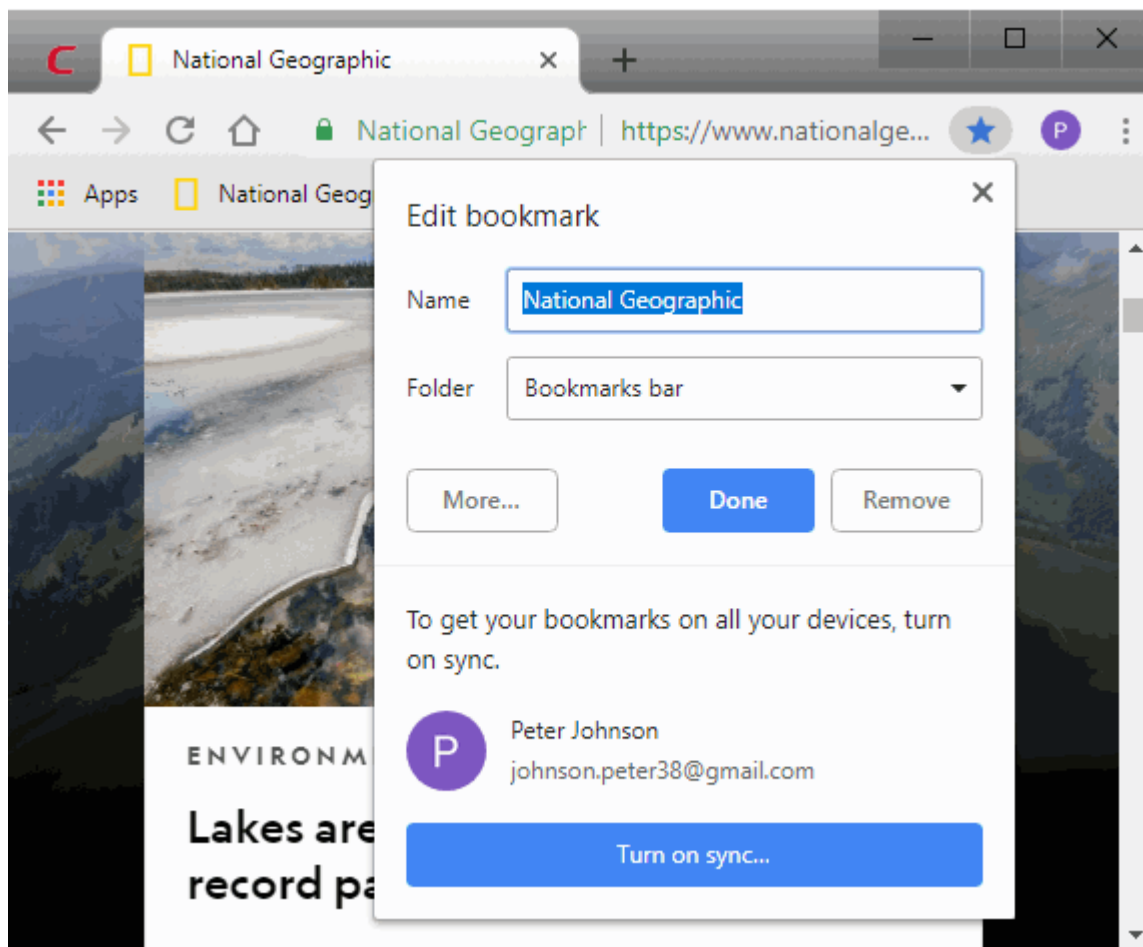 National Geographic
National Geograph https://www.nationalge... P
Apps National Geog
Edit bookmark
Name National Geographic
Folder Bookmarks bar
More... Done Remove
To get your bookmarks on all your devices, turn
on sync.
P
Peter Johnson
johnson.peter38@gmail.com
Turn on sync...
ENVIRONM
Lakes are
record pa